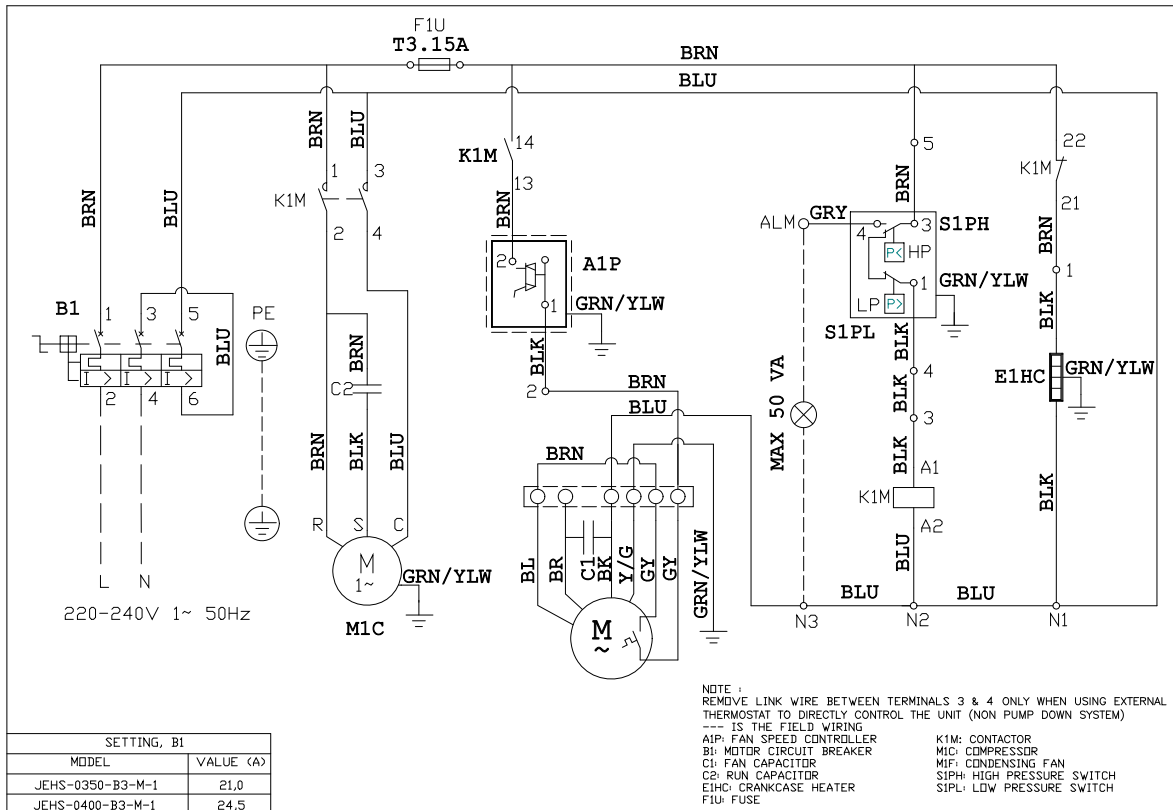 F1U
T3.15A
BRN
BLU
BRN
BLU
BRN
BLU
14
K1M
13
BRN
5
BRN
22
K1M
21
BRN
1
3
K1M
2
4
2
A1P
1
GRN/YLW
ALM
GRY
4
3
S1PH
P<
HP
1
GRN/YLW
LP
P>
S1PL
1
BLK
B1
1
3
5
BLU
PE
I >
I >
I >
2
4
6
BRN
C2
BLK
2
BRN
BLU
BLK
4
BLK
3
E1HC
GRN/YLW
MAX 50 VA
BRN
BLK
BLU
BRN
BLK
A1
K1M
A2
BLK
R
S
C
M
1~
GRN/YLW
M1C
BL
BR
C1
BK
Y/G
GY
GY
GRN/YLW
M
~
BLU
BLU
BLU
N3
N2
N1
L
N
220-240V 1~ 50Hz
NOTE :
REMOVE LINK WIRE BETWEEN TERMINALS 3 & 4 ONLY WHEN USING EXTERNAL
THERMOSTAT TO DIRECTLY CONTROL THE UNIT (NON PUMP DOWN SYSTEM)
--- IS THE FIELD WIRING
A1P: FAN SPEED CONTROLLER
B1: MOTOR CIRCUIT BREAKER
C1: FAN CAPACITOR
C2: RUN CAPACITOR
E1HC: CRANKCASE HEATER
F1U: FUSE
K1M: CONTACTOR
M1C: COMPRESSOR
M1F: CONDENSING FAN
S1PH: HIGH PRESSURE SWITCH
S1PL: LOW PRESSURE SWITCH
SETTING, B1
MODEL VALUE (A)
JEHS-0350-B3-M-1 21,0
JEHS-0400-B3-M-1 24,5